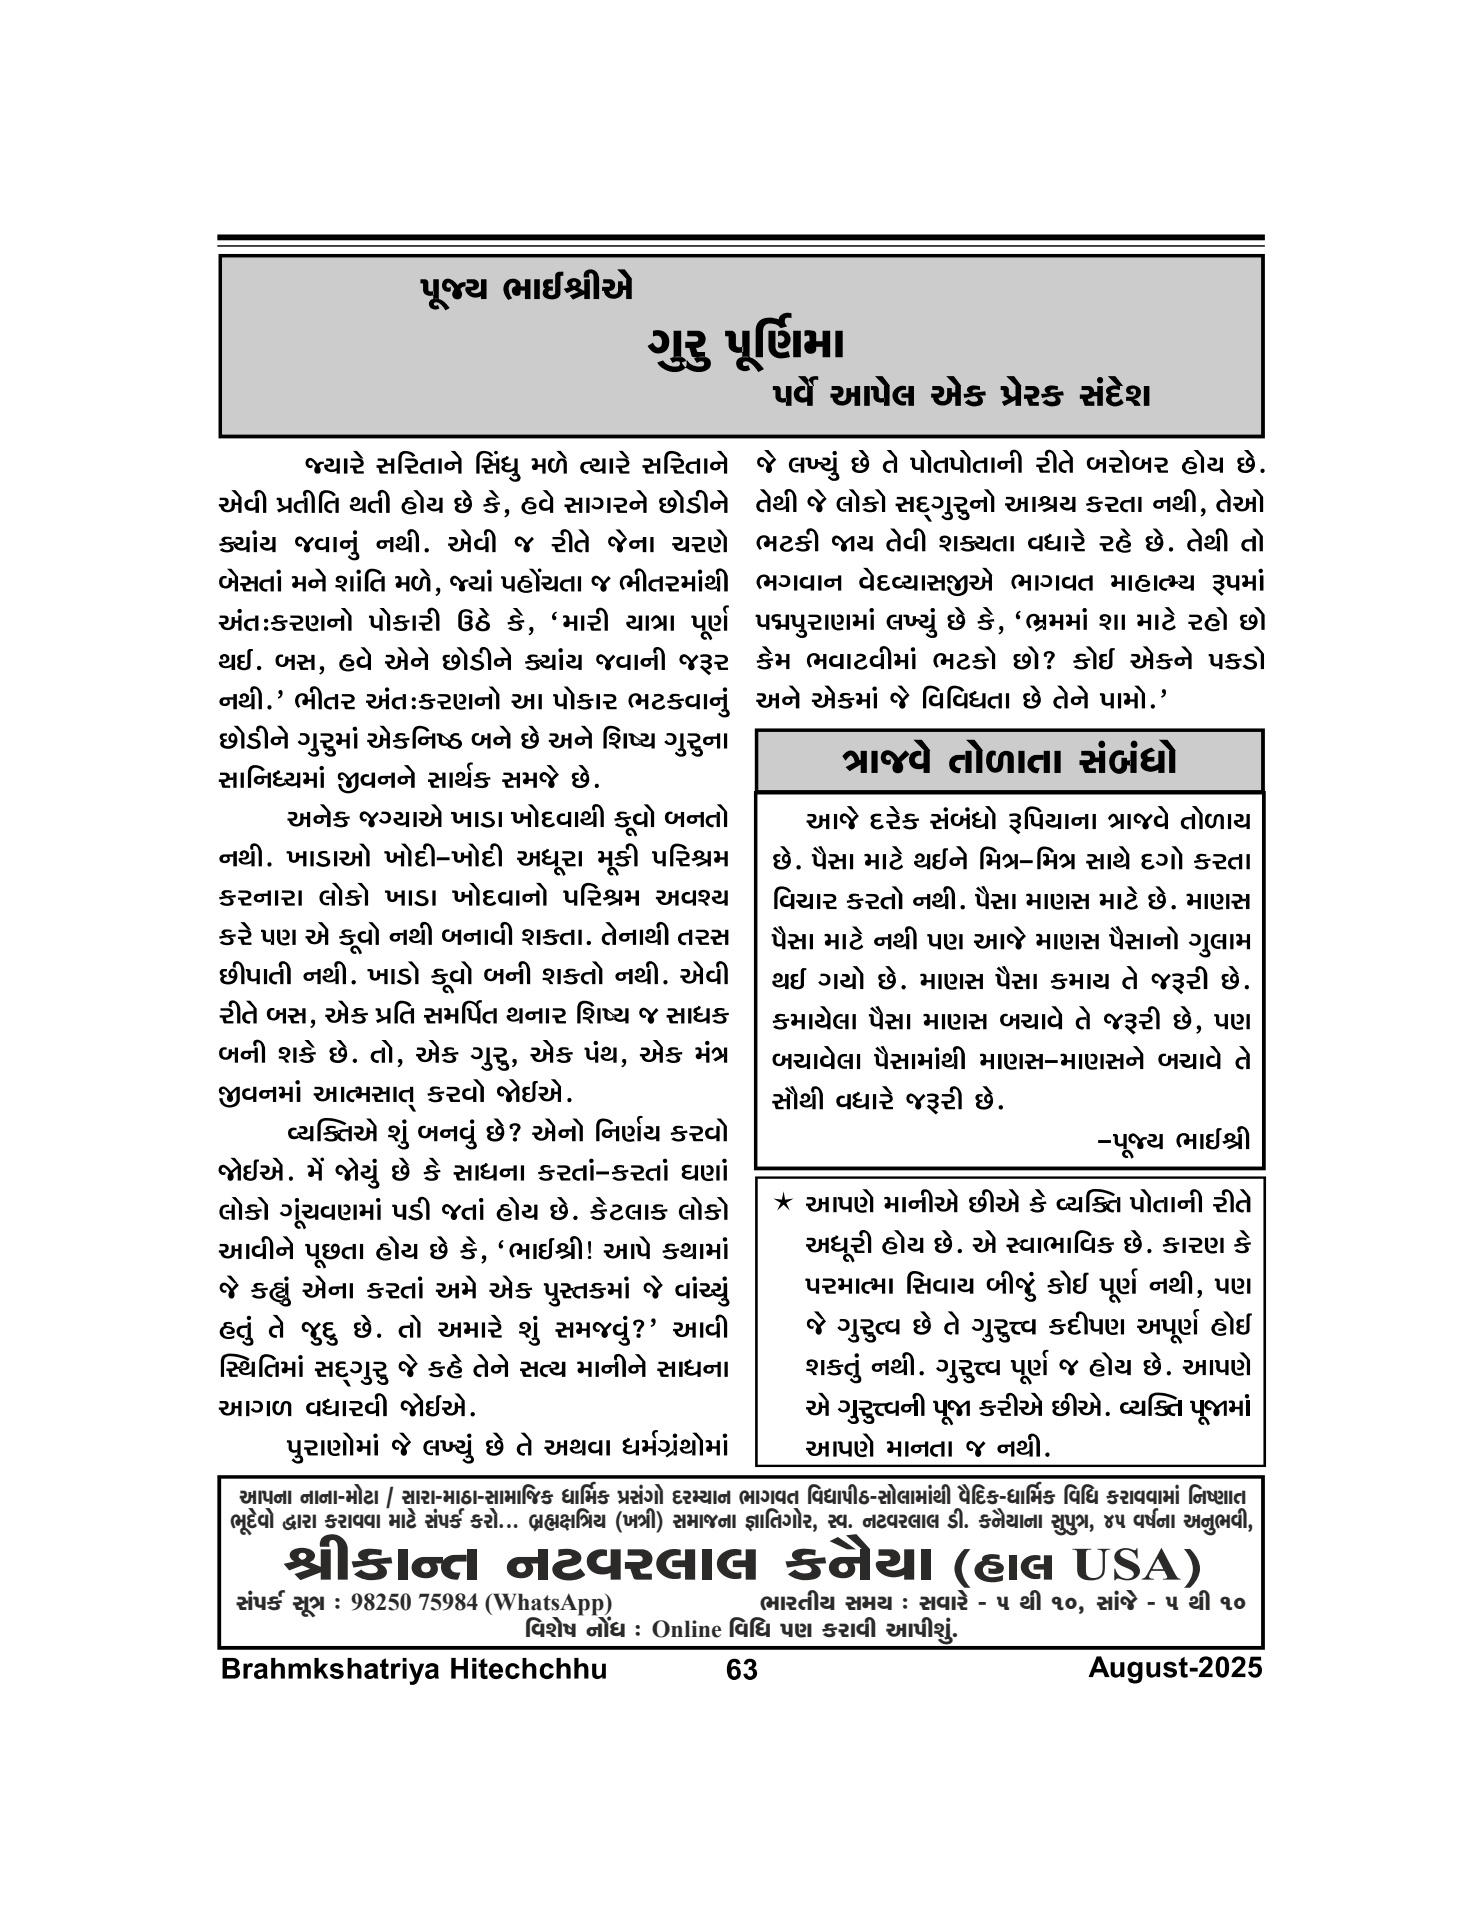 પૂજ્ય ભાઈશ્રીએ
ગુરુ પૂર્ણિમા
પર્વે આપેલ એક પ્રેરક સંદેશ
જ્યારે સરિતાને સિંધુ મળે ત્યારે સરિતાને
એવી પ્રતીતિ થતી હોય છે કે, હવે સાગરને છોડીને
ક્યાંય જવાનું નથી. એવી જ રીતે જેના ચરણે
બેસતાં મને શાંતિ મળે, જ્યાં પહોંચતા જ ભીતરમાંથી
અંત:કરણનો પોકારી ઉઠે કે, ‘મારી યાત્રા પૂર્ણ
થઈ. બસ, હવે એને છોડીને ક્યાંય જવાની જરૂર
નથી.’ ભીતર અંત:કરણનો આ પોકાર ભટકવાનું
છોડીને ગુરુમાં એકનિષ્ઠ બને છે અને શિષ્ય ગુરુના
સાનિધ્યમાં જીવનને સાર્થક સમજે છે.
અનેક જગ્યાએ ખાડા ખોદવાથી કૂવો બનતો
નથી. ખાડાઓ ખોદી–ખોદી અધૂરા મૂકી પરિશ્રમ
કરનારા લોકો ખાડા ખોદવાનો પરિશ્રમ અવશ્ય
કરે પણ એ કૂવો નથી બનાવી શકતા. તેનાથી તરસ
છીપાતી નથી. ખાડો કૂવો બની શકતો નથી. એવી
રીતે બસ, એક પ્રતિ સમર્પિત થનાર શિષ્ય જ સાધક
બની શકે છે. તો, એક ગુરુ, એક પંથ, એક મંત્ર
જીવનમાં આત્મસાત્ કરવો જોઈએ.
વ્યક્તિએ શું બનવું છે? એનો નિર્ણય કરવો
જોઈએ. મેં જોયું છે કે સાધના કરતાં–કરતાં ઘણાં
લોકો ગૂંચવણમાં પડી જતાં હોય છે. કેટલાક લોકો
આવીને પૂછતા હોય છે કે, ‘ભાઈશ્રી! આપે કથામાં
જે કહ્યું એના કરતાં અમે એક પુસ્તકમાં જે વાંચ્યું
હતું તે જુદુ છે. તો અમારે શું સમજવું?’ આવી
સ્થિતિમાં સદ્ગુરુ જે કહે તેને સત્ય માનીને સાધના
આગળ વધારવી જોઈએ.
પુરાણોમાં જે લખ્યું છે તે અથવા ધર્મગ્રંથોમાં
જે લખ્યું છે તે પોતપોતાની રીતે બરોબર હોય છે.
તેથી જે લોકો સદ્ગુરુનો આશ્રય કરતા નથી, તેઓ
ભટકી જાય તેવી શક્યતા વધારે રહે છે. તેથી તો
ભગવાન વેદવ્યાસજીએ ભાગવત માહાત્મ્ય રૂપમાં
પદ્મપુરાણમાં લખ્યું છે કે, ‘ભ્રમમાં શા માટે રહો છો
કેમ ભવાટવીમાં ભટકો છો? કોઈ એકને પકડો
અને એકમાં જે વિવિધતા છે તેને પામો.’
ત્રાજવે તોળાતા સંબંધો
આજે દરેક સંબંધો રૂપિયાના ત્રાજવે તોળાય
છે. પૈસા માટે થઈને મિત્ર–મિત્ર સાથે દગો કરતા
વિચાર કરતો નથી. પૈસા માણસ માટે છે. માણસ
પૈસા માટે નથી પણ આજે માણસ પૈસાનો ગુલામ
થઈ ગયો છે. માણસ પૈસા કમાય તે જરૂરી છે.
કમાયેલા પૈસા માણસ બચાવે તે જરૂરી છે, પણ
બચાવેલા પૈસામાંથી માણસ–માણસને બચાવે તે
સૌથી વધારે જરૂરી છે.
–પૂજ્ય ભાઈશ્રી
★ આપણે માનીએ છીએ કે વ્યક્તિ પોતાની રીતે
અધૂરી હોય છે. એ સ્વાભાવિક છે. કારણ કે
પરમાત્મા સિવાય બીજું કોઈ પૂર્ણ નથી, પણ
જે ગુરુત્વ છે તે ગુરુત્ત્વ કદીપણ અપૂર્ણ હોઈ
શકતું નથી. ગુરુત્ત્વ પૂર્ણ જ હોય છે. આપણે
એ ગુરુત્ત્વની પૂજા કરીએ છીએ. વ્યક્તિ પૂજામાં
આપણે માનતા જ નથી.
આપના નાના-મોટા / સારા-માઠા-સામાજિક ધાર્મિક પ્રસંગો દરમ્યાન ભાગવત વિદ્યાપીઠ-સોલામાંથી વૈદિક-ધાર્મિક વિધિ કરાવવામાં નિષ્ણાત
ભૂદેવો દ્વારા કરાવવા માટે સંપર્ક કરો... બ્રહ્મક્ષત્રિય (ખત્રી) સમાજના જ્ઞાતિગોર, સ્વ. નટવરલાલ ડી. કનૈયાના સુપુત્ર, ૪૫ વર્ષના અનુભવી,
શ્રીકાન્ત નટવરલાલ કનૈયા (હાલ USA)
સંપર્ક સૂત્ર : 98250 75984 (WhatsApp) ભારતીય સમય : સવારે - ૫ થી ૧૦, સાંજે - ૫ થી ૧૦
વિશેષ નોંધ : Online વિધિ પણ કરાવી આપીશું.
Brahmkshatriya Hitechchhu 63 August-2025